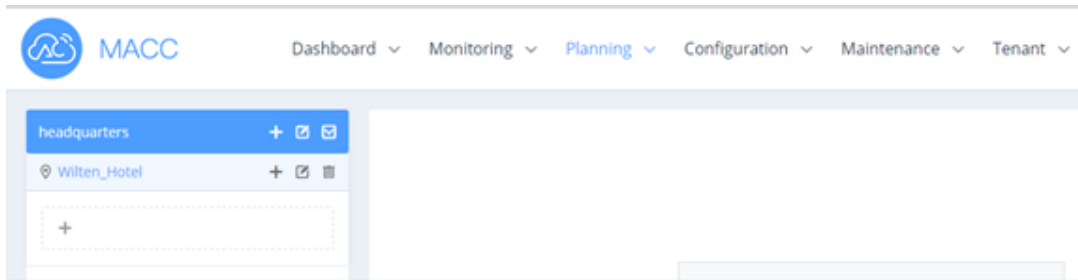 MACC Dashboard Monitoring Planning Configuration Maintenance Tenant
headquarters
Wilten_Hotel